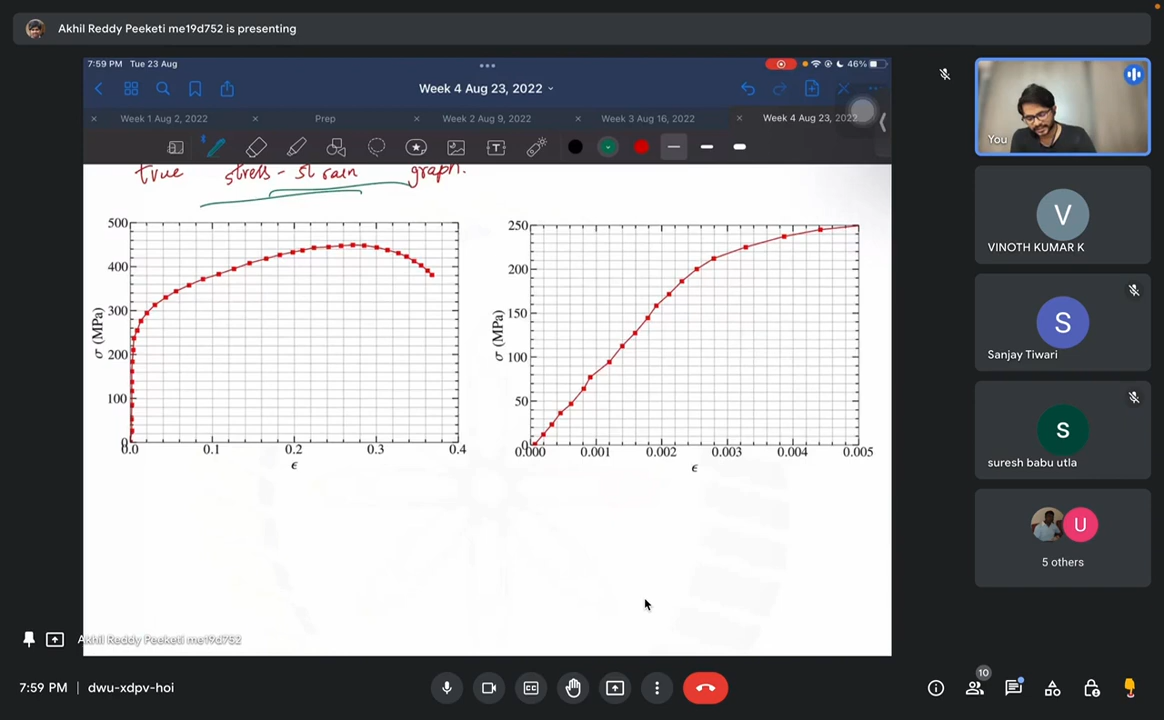 Akhil Reddy Peeketi me19d752 is presenting
7:59 PM Tue 23 Aug
46%
Week 4 Aug 23, 2022
Week 1 Aug 2, 2022
Prep
Week 2 Aug 9, 2022
Week 3 Aug 16, 2022
Week 4 Aug 23, 2022
true stress - strain graph.
500
400
300
200
100
0
σ (MPa)
0.0 0.1 0.2 0.3 0.4
ϵ
250
200
150
100
50
0
σ (MPa)
0.000 0.001 0.002 0.003 0.004 0.005
ϵ
You
V
VINOTH KUMAR K
S
Sanjay Tiwari
S
suresh babu utla
U
5 others
Akhil Reddy Peeketi me19d752
7:59 PM | dwu-xdpv-hoi
10